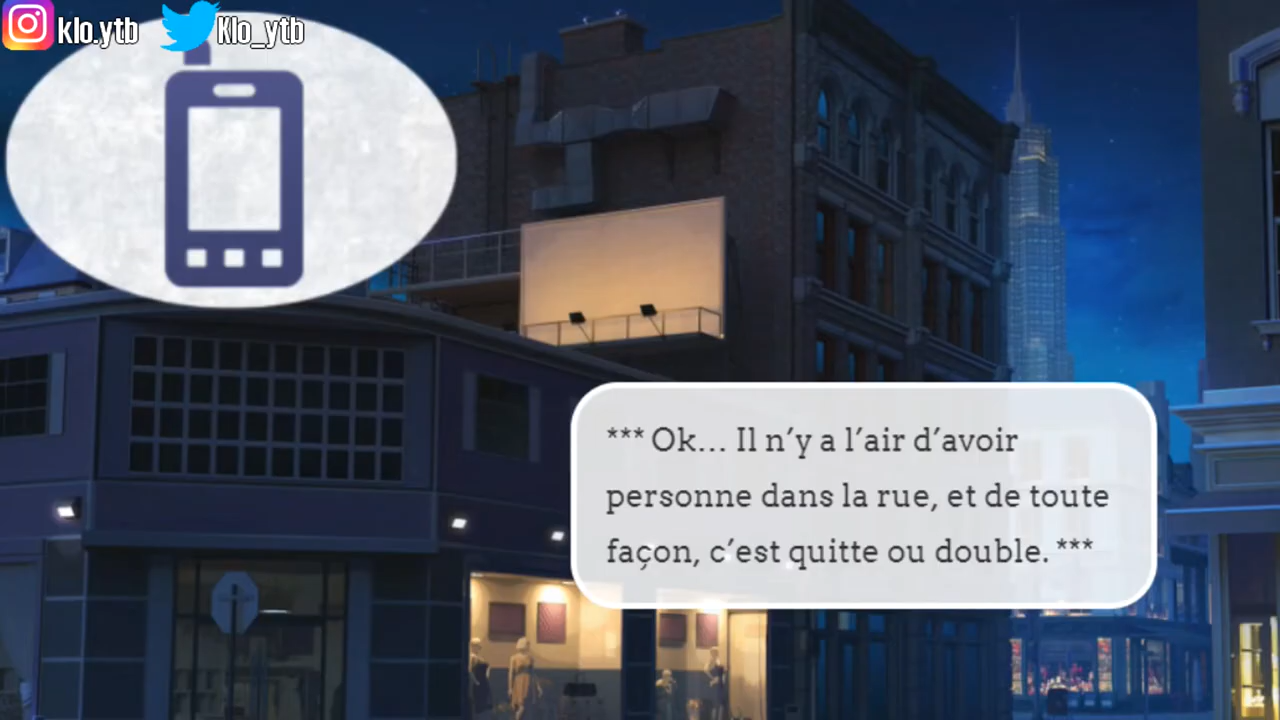 klo.ytb Klo_ytb
*** Ok... Il n’y a l’air d’avoir
personne dans la rue, et de toute
façon, c’est quitte ou double. ***